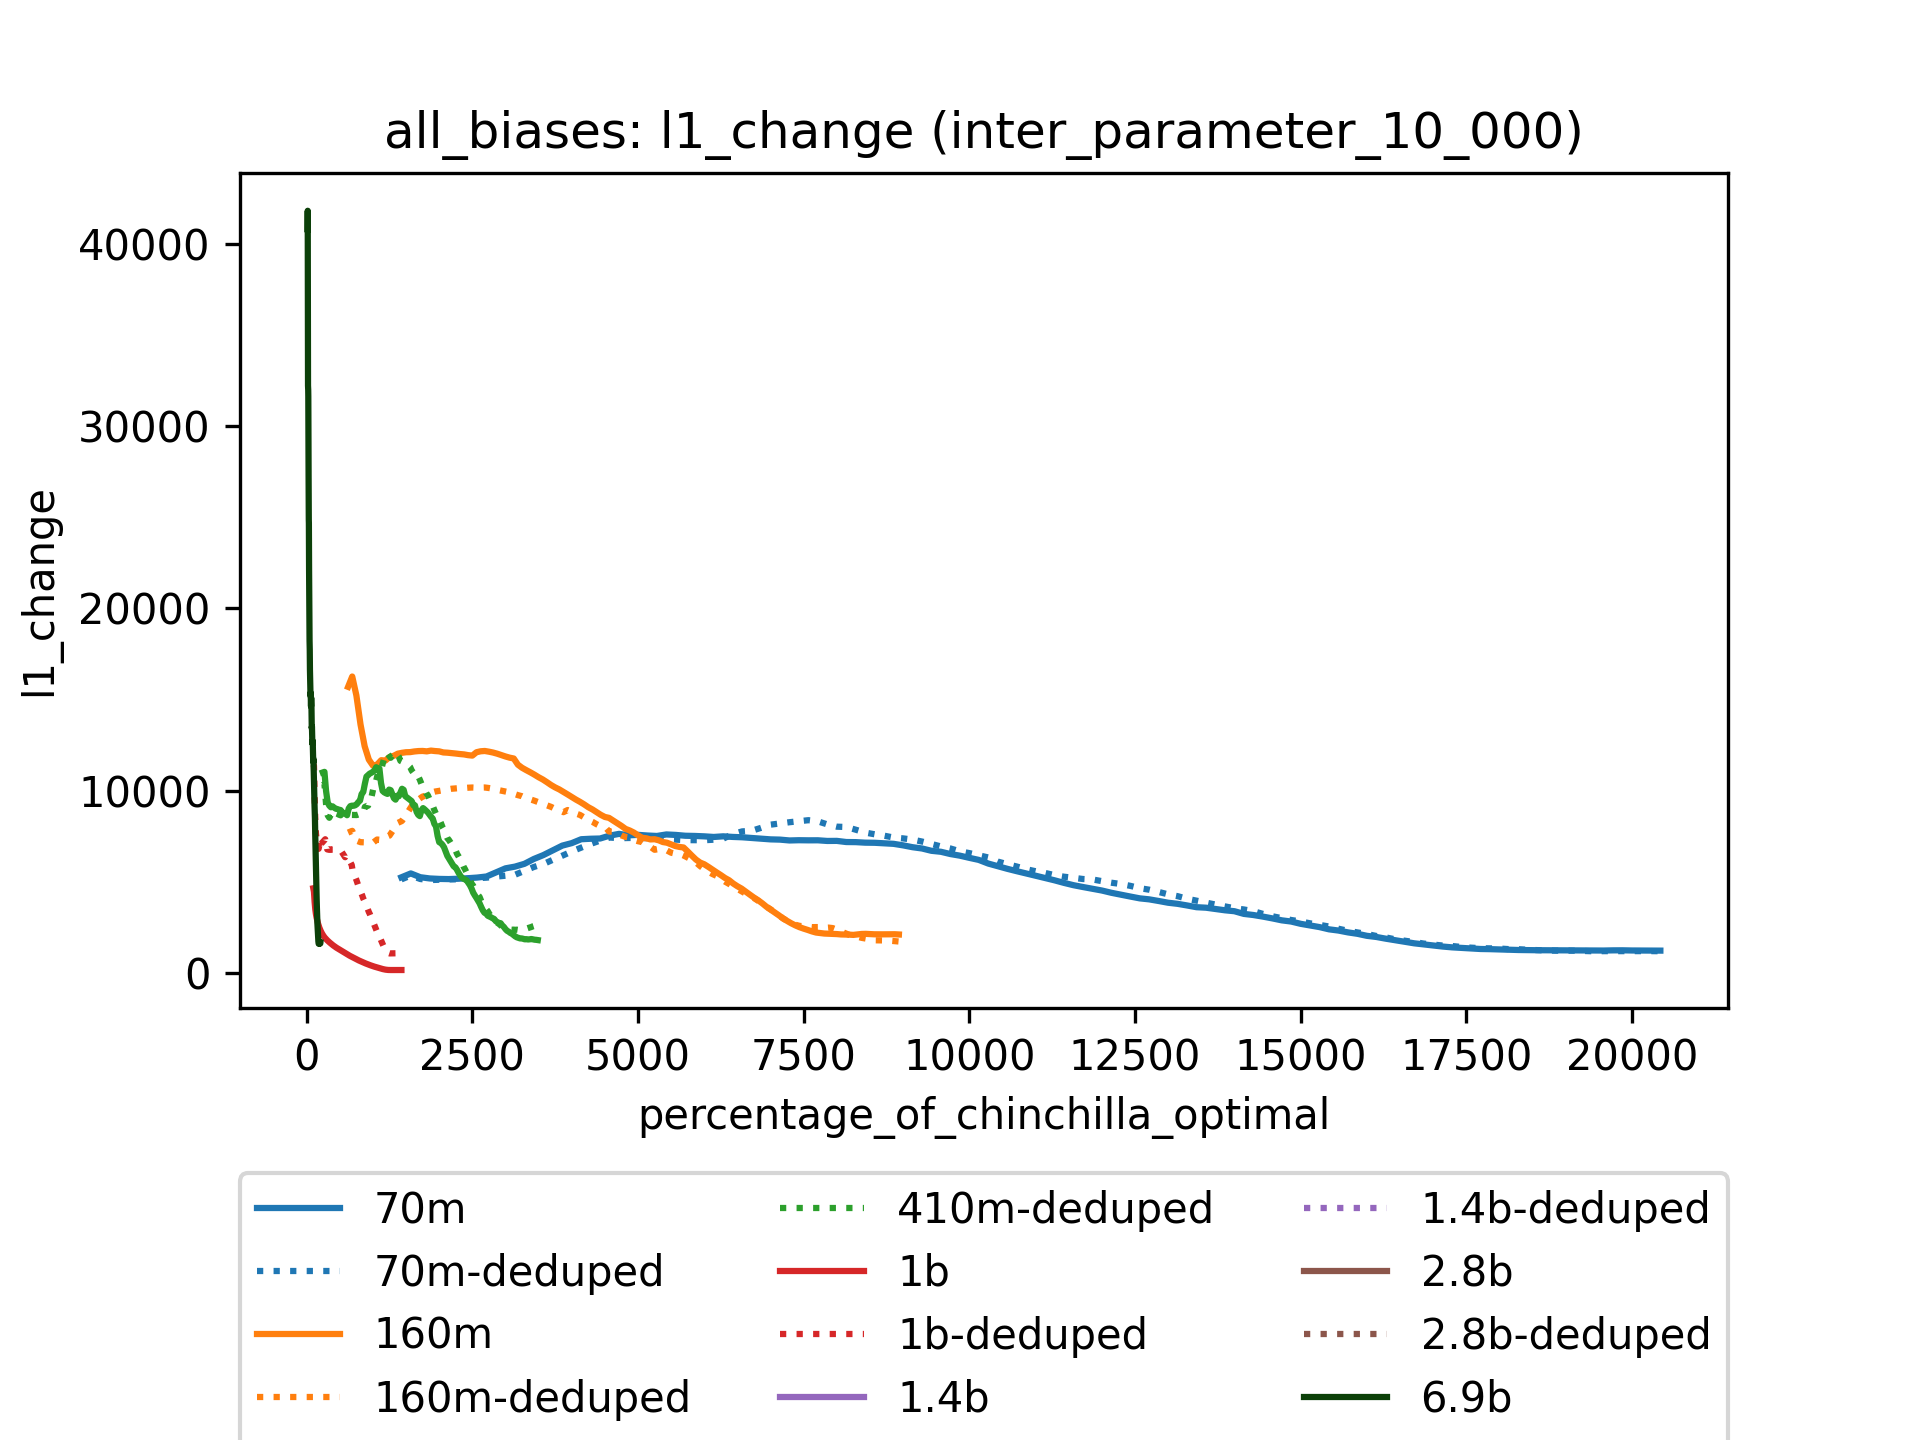 all_biases: l1_change (inter_parameter_10_000)
40000
30000
20000
10000
0
l1_change
0 2500 5000 7500 10000 12500 15000 17500 20000
percentage_of_chinchilla_optimal
70m 410m-deduped 1.4b-deduped
70m-deduped 1b 2.8b
160m 1b-deduped 2.8b-deduped
160m-deduped 1.4b 6.9b